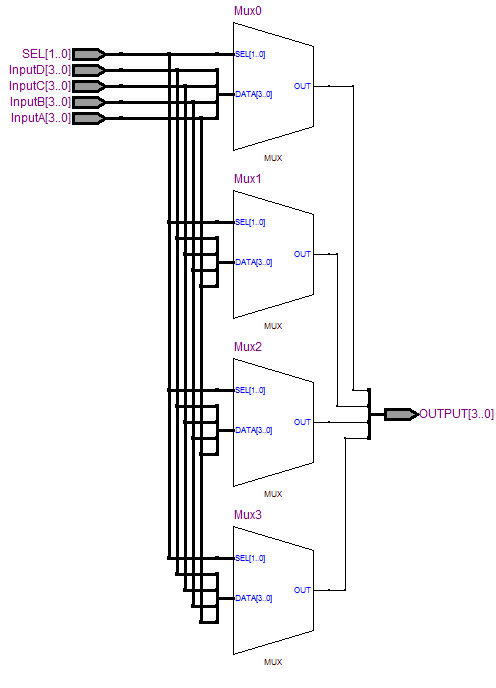 Mux0
SEL[1..0]
SEL[1..0]
InputD[3..0]
InputC[3..0]
OUT
DATA[3..0]
InputB[3..0]
InputA[3..0]
MUX
Mux1
SEL[1..0]
OUT
DATA[3..0]
MUX
Mux2
SEL[1..0]
OUTPUT[3..0]
OUT
DATA[3..0]
MUX
Mux3
SEL[1..0]
OUT
DATA[3..0]
MUX